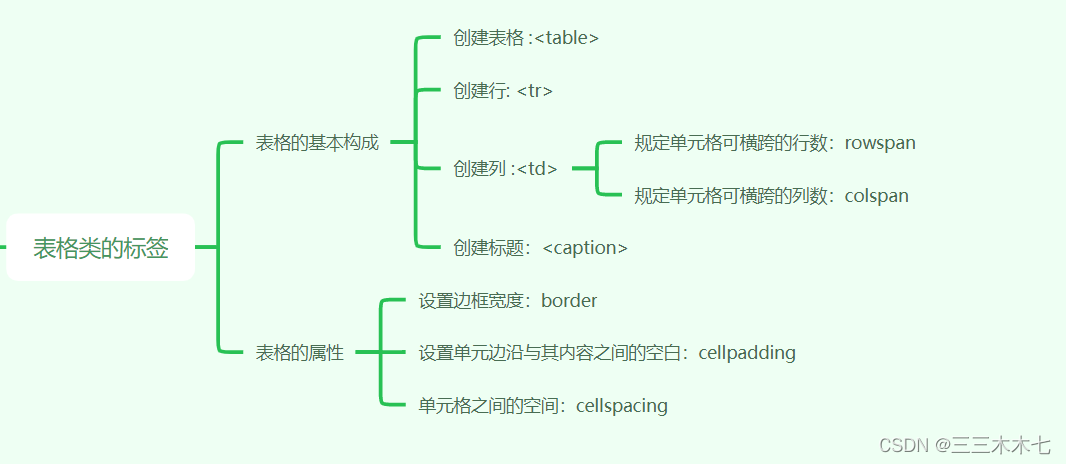 表格类的标签
表格的基本构成
创建表格 :<table>
创建行: <tr>
创建列 :<td>
规定单元格可横跨的行数：rowspan
规定单元格可横跨的列数：colspan
创建标题：<caption>
表格的属性
设置边框宽度：border
设置单元边沿与其内容之间的空白：cellpadding
单元格之间的空间：cellspacing
CSDN @三三木木七